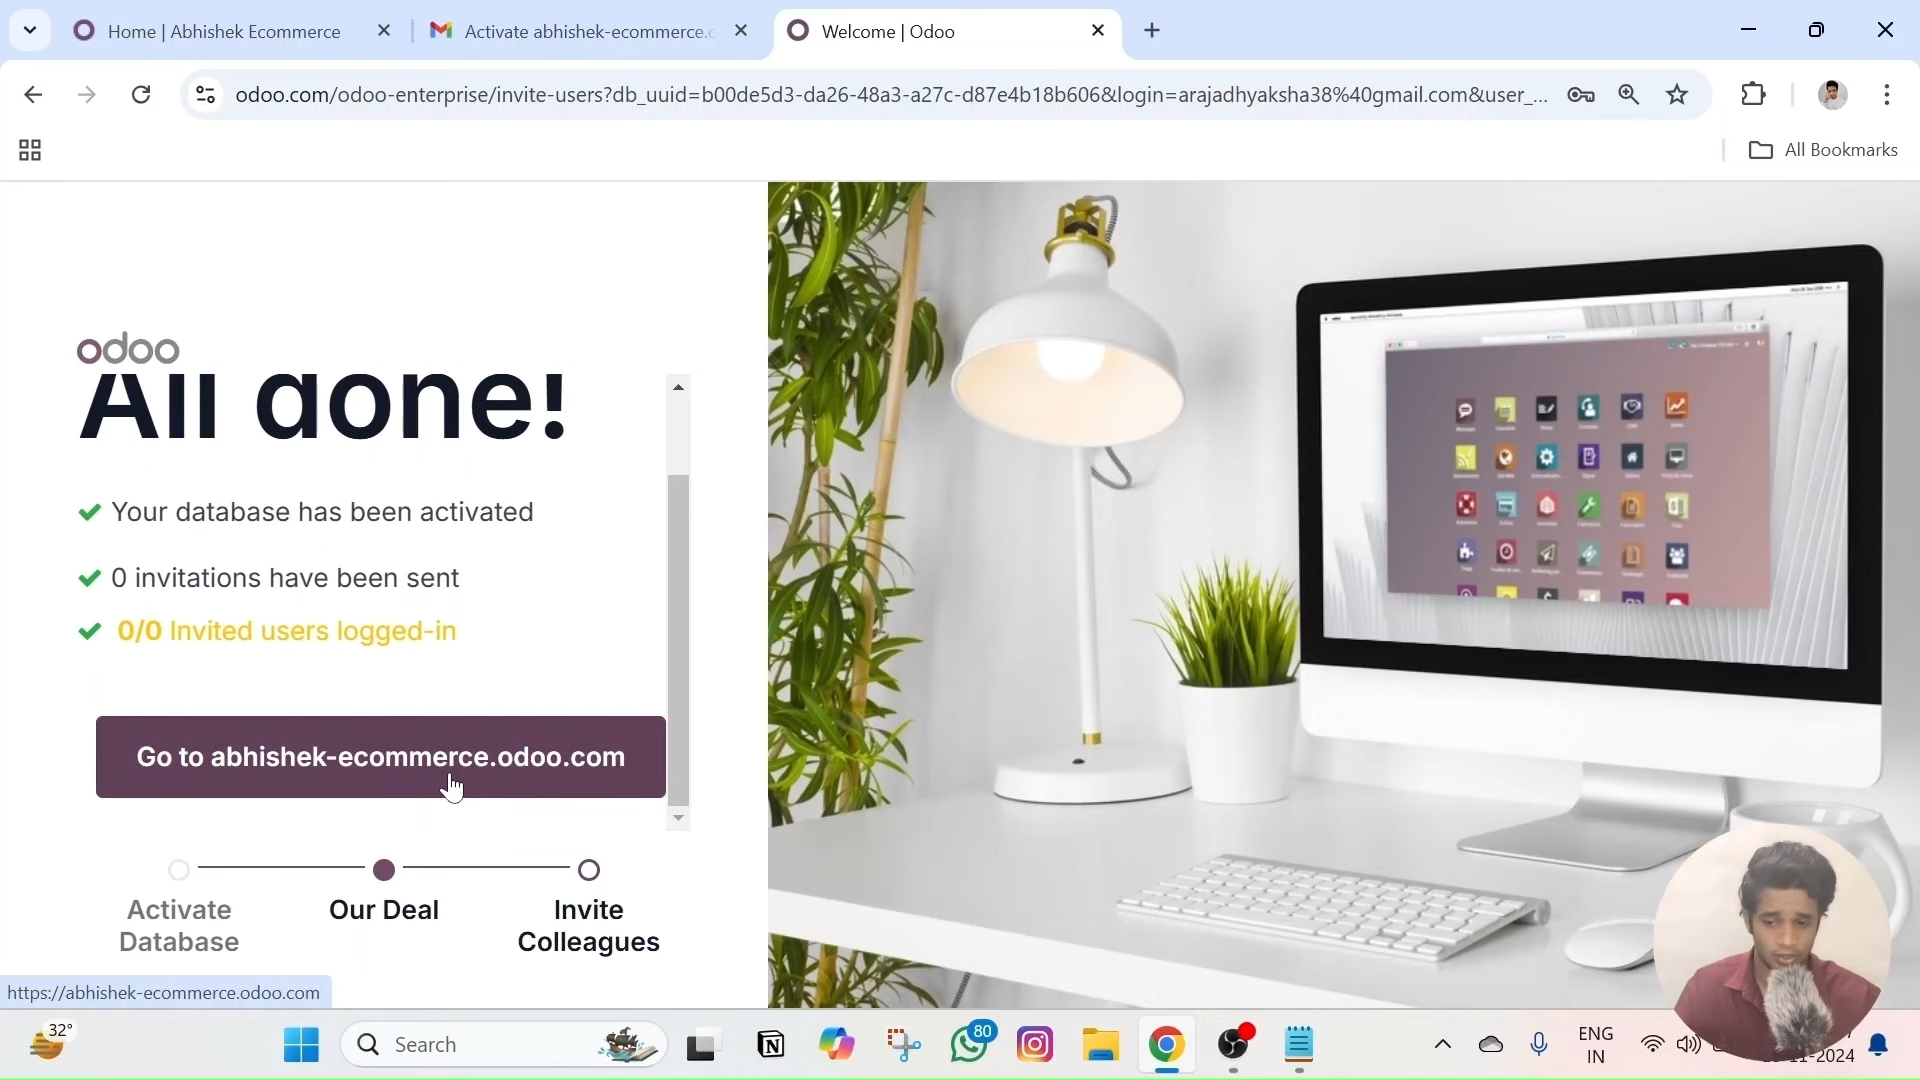 Home | Abhishek Ecommerce
Activate abhishek-ecommerce.c
Welcome | Odoo
odoo.com/odoo-enterprise/invite-users?db_uuid=b00de5d3-da26-48a3-a27c-d87e4b18b606&login=arajadhyaksha38%40gmail.com&user_...
All Bookmarks
odoo
All done!
Your database has been activated
0 invitations have been sent
0/0 Invited users logged-in
Go to abhishek-ecommerce.odoo.com
Activate Database
Our Deal
Invite Colleagues
https://abhishek-ecommerce.odoo.com
32°
Search
80
ENG
IN
-2024